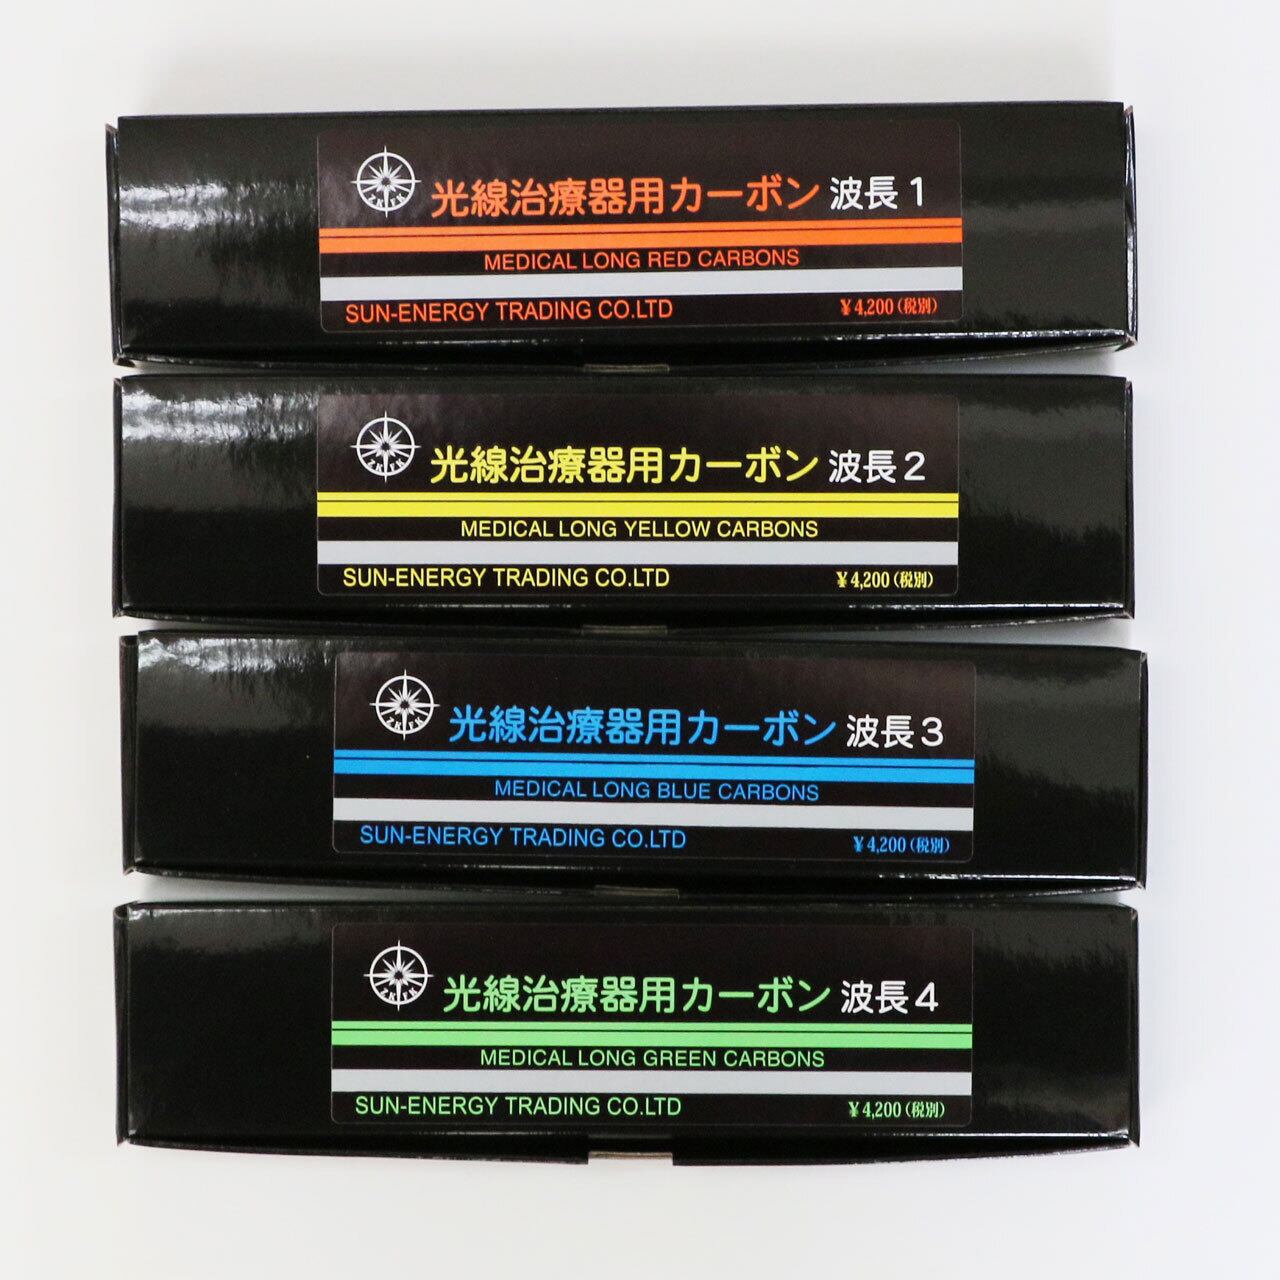 光線治療器用カーボン 波長1
ZKFK
MEDICAL LONG RED CARBONS
SUN-ENERGY TRADING CO.LTD ¥4,200(税別)
光線治療器用カーボン 波長2
ZKFK
MEDICAL LONG YELLOW CARBONS
SUN-ENERGY TRADING CO.LTD ¥4,200(税別)
光線治療器用カーボン 波長3
ZKFK
MEDICAL LONG BLUE CARBONS
SUN-ENERGY TRADING CO.LTD ¥4,200(税別)
光線治療器用カーボン 波長4
ZKFK
MEDICAL LONG GREEN CARBONS
SUN-ENERGY TRADING CO.LTD ¥4,200(税別)